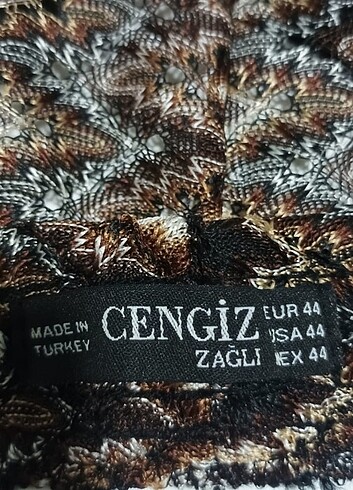 MADE IN
TURKEY
CENGİZ
ZAĞLI
EUR 44
USA 44
MEX 44